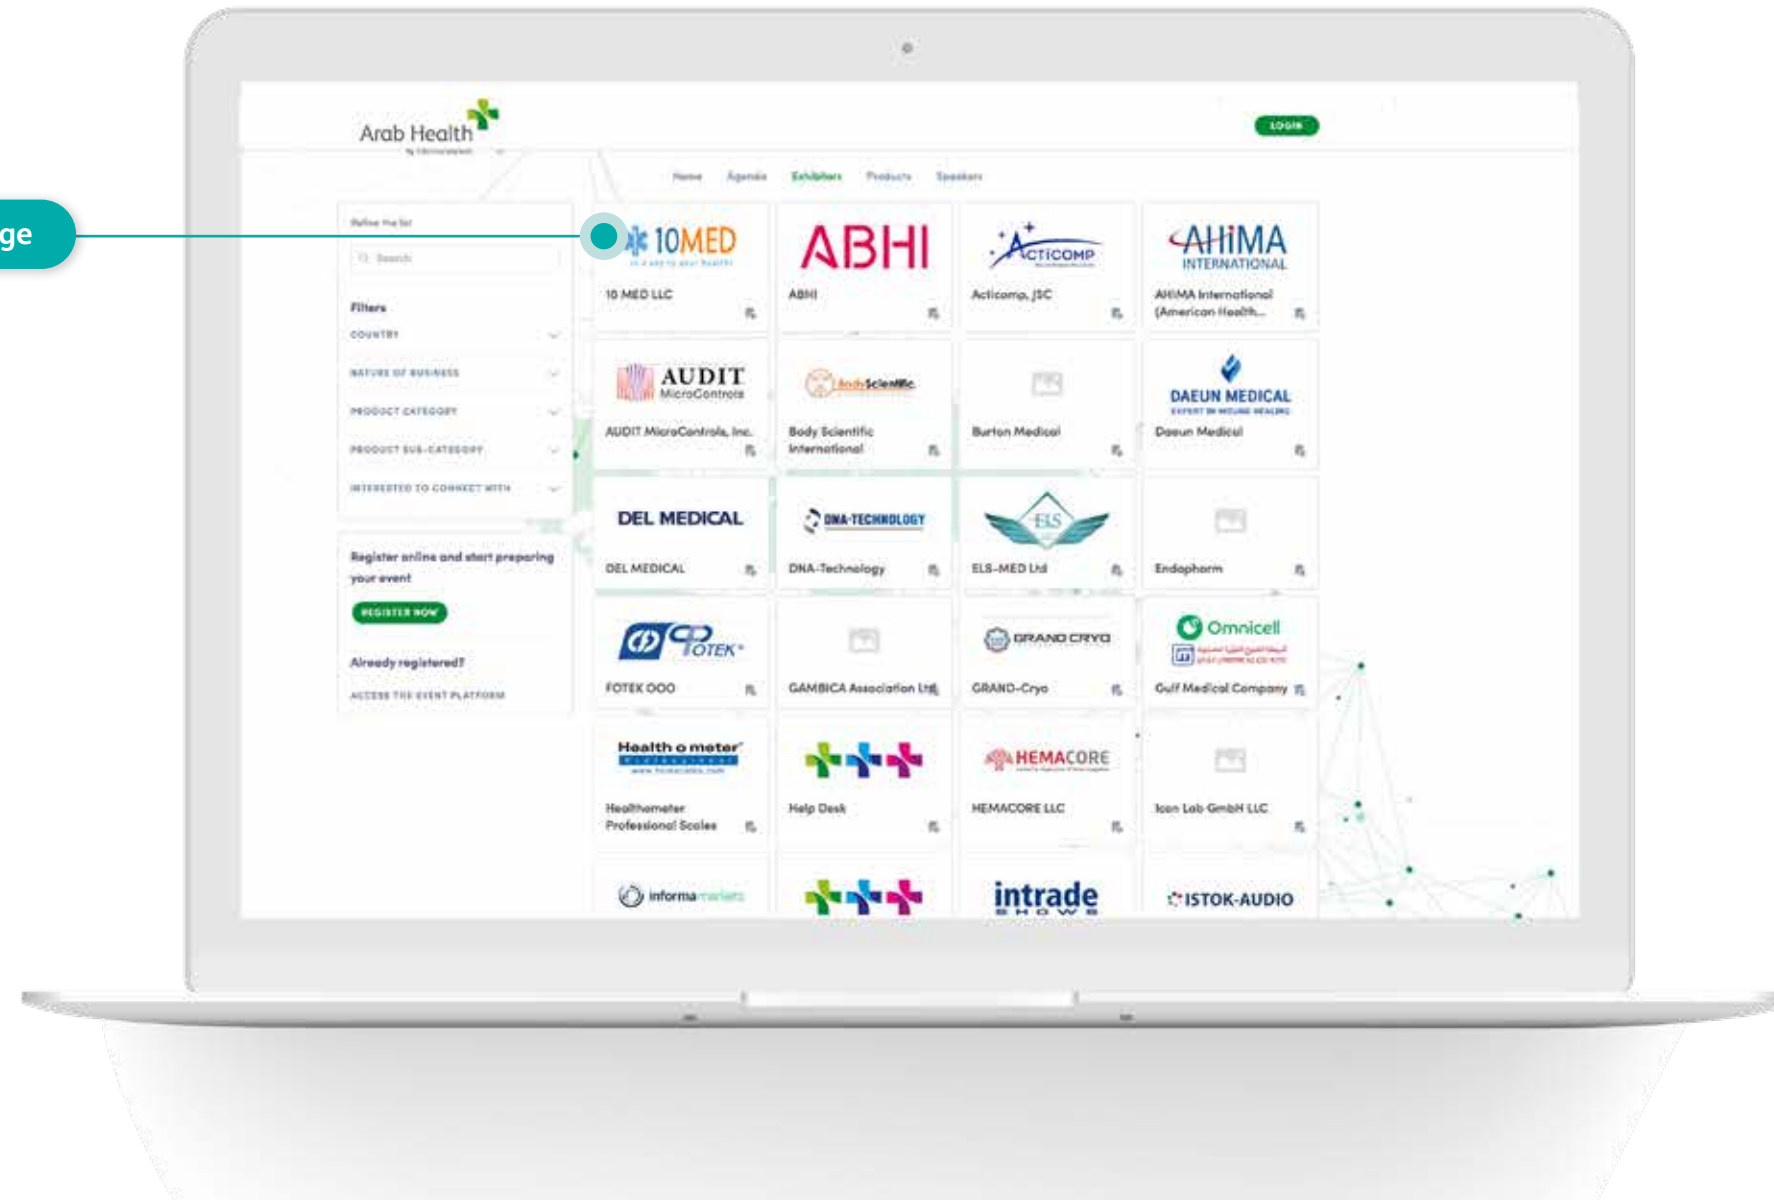 Arab Health
LOGIN
Home Agenda Exhibitors Products Speakers
ge
Refine the list
Search
Filters
COUNTRY
NATURE OF BUSINESS
PRODUCT CATEGORY
PRODUCT SUB-CATEGORY
INTERESTED TO CONNECT WITH
Register online and start preparing
your event
REGISTER NOW
Already registered?
ACCESS THE EVENT PLATFORM
10MED
10 MED LLC
ABHI
ABHI
ACTICOMP
Acticomp, JSC
AHIMA
INTERNATIONAL
AHIMA International
(American Health...
AUDIT
MicroControls
AUDIT MicroControls, Inc.
BodyScientific
Body Scientific
International
Burton Medical
DAEUN MEDICAL
EXPERT IN WOUND HEALING
Daeun Medical
DEL MEDICAL
DEL MEDICAL
DNA-TECHNOLOGY
DNA-Technology
ELS
ELS-MED Ltd
Endopharm
FOTEK
FOTEK OOO
GAMBICA Association Ltd
GRAND CRYO
GRAND-Cryo
Omnicell
Gulf Medical Company
Health o meter
PROFESSIONAL
Healthometer
Professional Scales
Help Desk
HEMACORE
HEMACORE LLC
Icon Lab GmbH LLC
informa markets
intrade
SHOWS
ISTOK-AUDIO